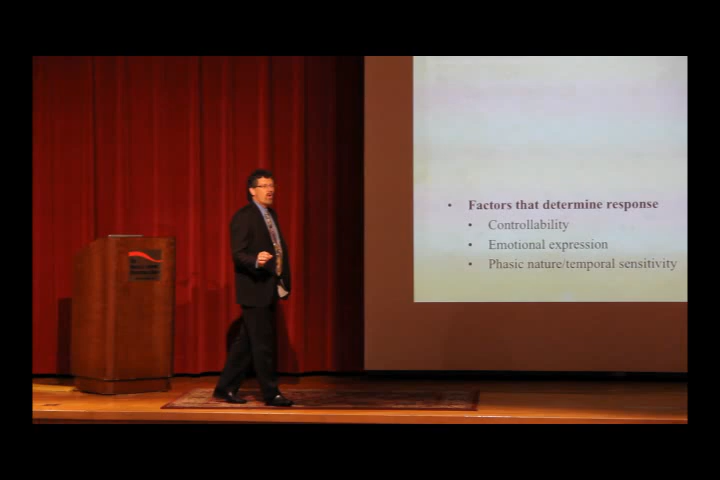 • Factors that determine response
• Controllability
• Emotional expression
• Phasic nature/temporal sensitivity